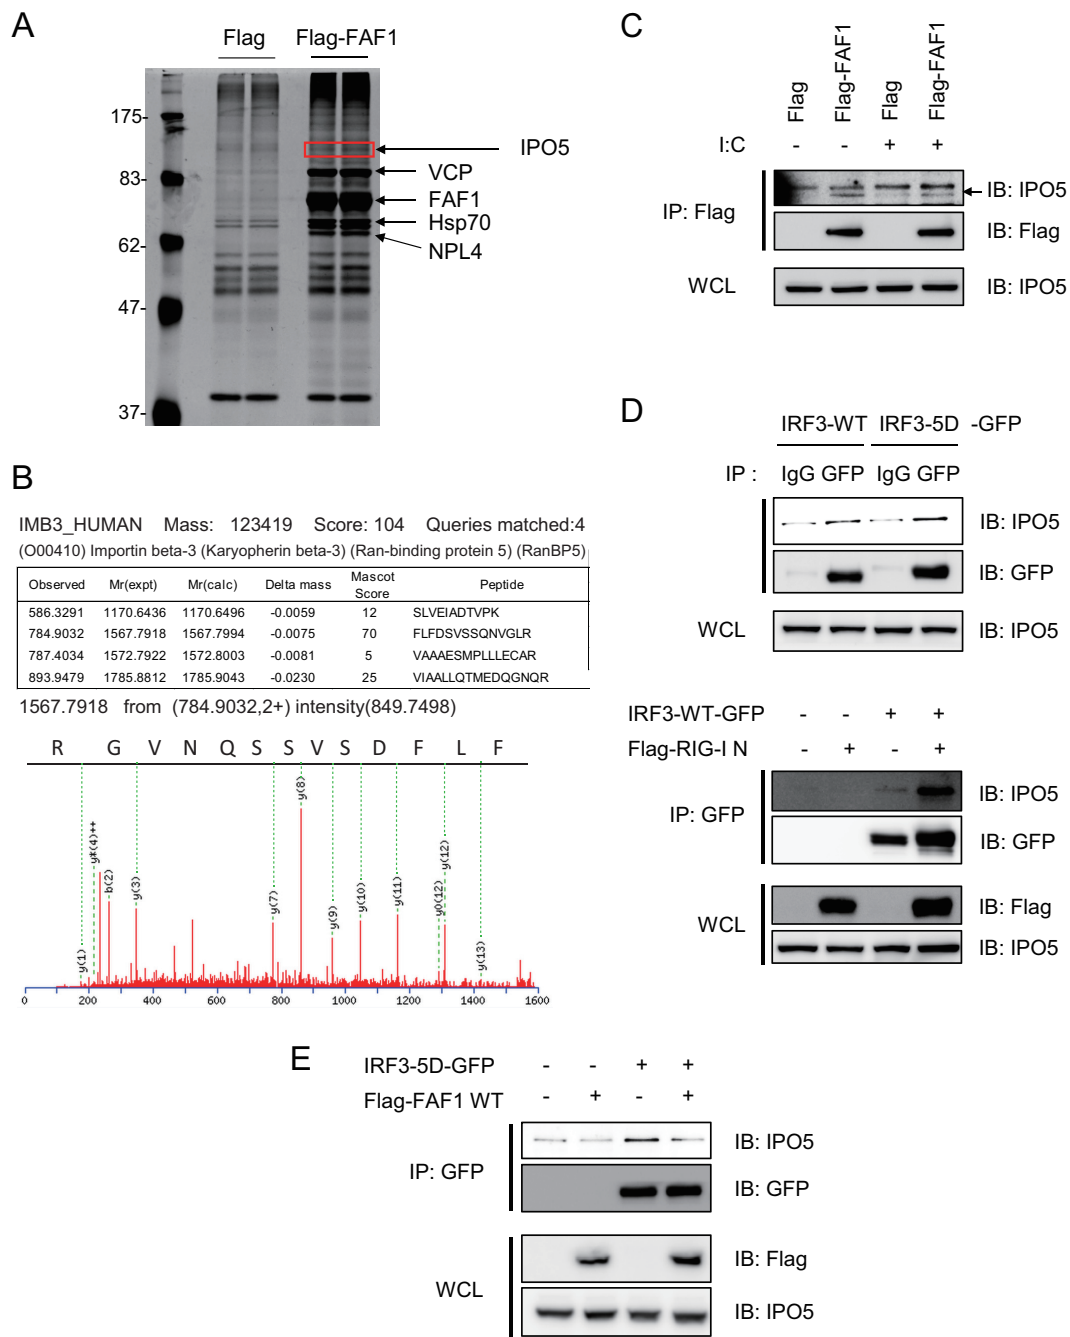 A
Flag Flag-FAF1
175-
83-
62-
47-
37-
IPO5
VCP
FAF1
Hsp70
NPL4
B
IMB3_HUMAN Mass: 123419 Score: 104 Queries matched:4
(O00410) Importin beta-3 (Karyopherin beta-3) (Ran-binding protein 5) (RanBP5)
Observed Mr(expt) Mr(calc) Delta mass Mascot Score Peptide
586.3291 1170.6436 1170.6496 -0.0059 12 SLVEIADTVPK
784.9032 1567.7918 1567.7994 -0.0075 70 FLFDSVSSQNVGLR
787.4034 1572.7922 1572.8003 -0.0081 5 VAAAESMPLLLECAR
893.9479 1785.8812 1785.9043 -0.0230 25 VIAALLQTMEDQGNQR
1567.7918 from (784.9032,2+) intensity(849.7498)
R G V N Q S S V S D F L F
y(1)
y*(4)++
b(2)
y(3)
y(7)
y(8)
y(9)
y(10)
y(11)
y0(12)
y(12)
y(13)
0 200 400 600 800 1000 1200 1400 1600
C
Flag Flag-FAF1 Flag Flag-FAF1
I:C - - + +
IP: Flag
IB: IPO5
IB: Flag
WCL IB: IPO5
D
IRF3-WT IRF3-5D -GFP
IP : IgG GFP IgG GFP
IB: IPO5
IB: GFP
WCL IB: IPO5
IRF3-WT-GFP - - + +
Flag-RIG-I N - + - +
IP: GFP
IB: IPO5
IB: GFP
WCL
IB: Flag
IB: IPO5
E
IRF3-5D-GFP - - + +
Flag-FAF1 WT - + - +
IP: GFP
IB: IPO5
IB: GFP
WCL
IB: Flag
IB: IPO5